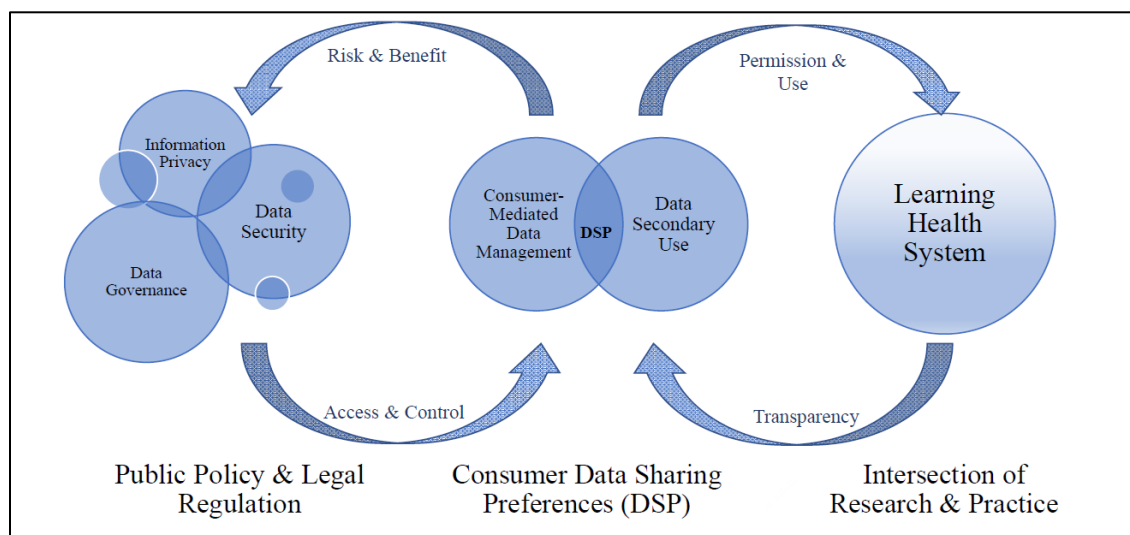 Risk & Benefit
Permission &
Use
Information
Privacy
Data
Security
Data
Governance
Consumer-
Mediated
Data
Management
DSP
Data
Secondary
Use
Learning
Health
System
Access & Control
Transparency
Public Policy & Legal
Regulation
Consumer Data Sharing
Preferences (DSP)
Intersection of
Research & Practice